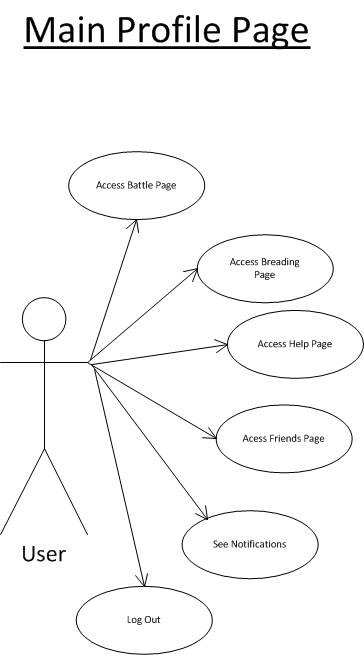 Main Profile Page
Access Battle Page
Access Breading
Page
Access Help Page
Acess Friends Page
See Notifications
User
Log Out